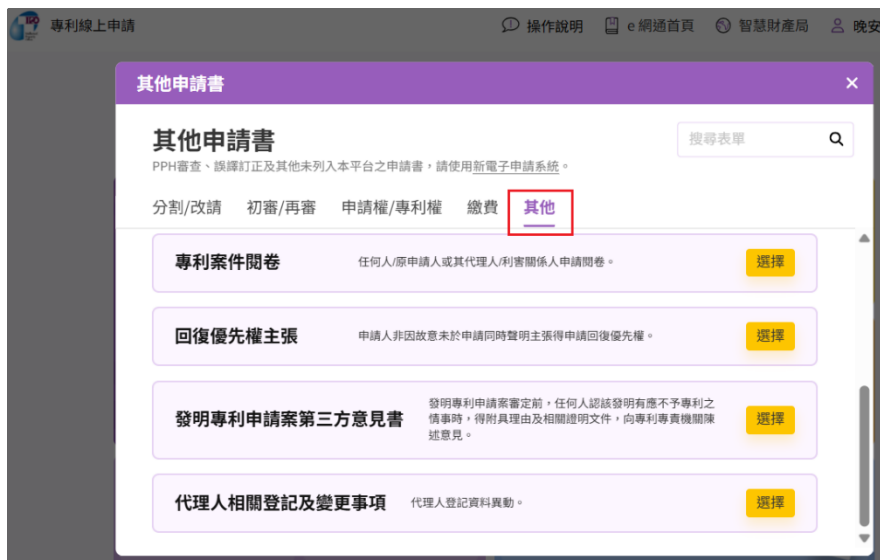 專利線上申請
操作說明 e 網通首頁 智慧財產局 晚安
其他申請書
其他申請書
搜尋表單
PPH審查、誤譯訂正及其他未列入本平台之申請書，請使用新電子申請系統。
分割/改請 初審/再審 申請權/專利權 繳費 其他
專利案件閱卷 任何人/原申請人或其代理人/利害關係人申請閱卷。 選擇
回復優先權主張 申請人非因故意未於申請同時聲明主張得申請回復優先權。 選擇
發明專利申請案第三方意見書
發明專利申請案審定前，任何人認該發明有應不予專利之
情事時，得附具理由及相關證明文件，向專利專責機關陳
述意見。
選擇
代理人相關登記及變更事項 代理人登記資料異動。 選擇